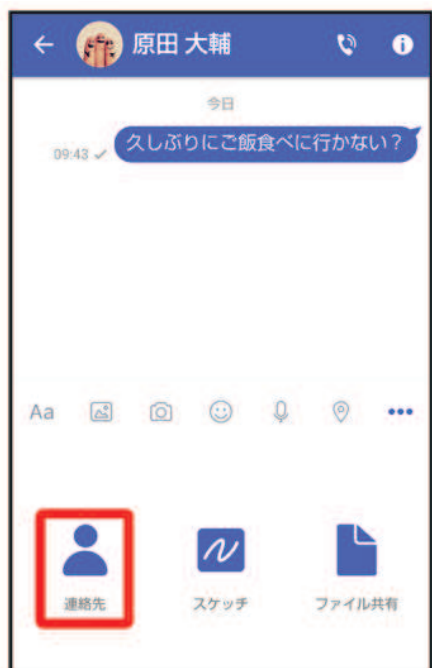 原田 大輔
今日
久しぶりにご飯食べに行かない？
09:43
Aa
連絡先
スケッチ
ファイル共有